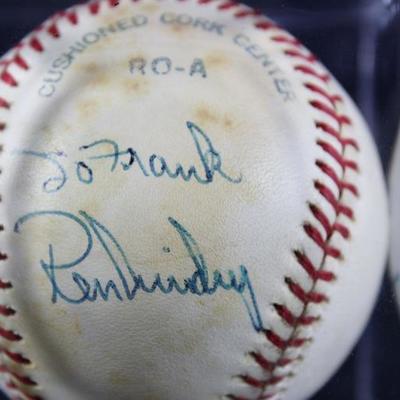 CUSHIONED CORK CENTER
RO-A
To Frank